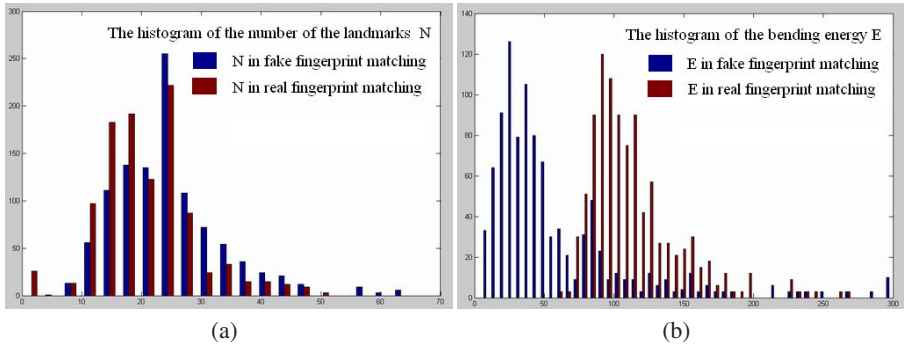 The histogram of the number of the landmarks N
N in fake fingerprint matching
N in real fingerprint matching
300
250
200
150
100
50
0
0 10 20 30 40 50 60 70
(a)
The histogram of the bending energy E
E in fake fingerprint matching
E in real fingerprint matching
140
120
100
80
60
40
20
0
0 50 100 150 200 250 300
(b)